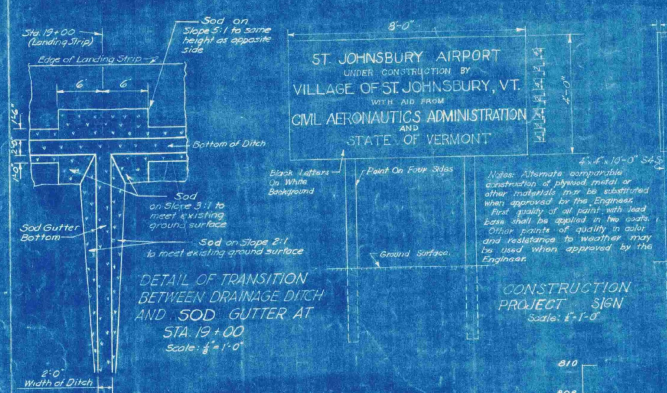 Sta. 19+00
(Landing Strip)
Sod on
Slope 5:1 to same
height as opposite
side
Edge of Landing Strip
6' 6'
Bottom of Ditch
Sod
on Slope 3:1 to
meet existing
ground surface
Sod Gutter
Bottom
Sod on Slope 2:1
to meet existing ground surface
DETAIL OF TRANSITION
BETWEEN DRAINAGE DITCH
AND SOD GUTTER AT
STA. 19+00
2'-0"
Width of Ditch
8'-0"
ST. JOHNSBURY AIRPORT
UNDER CONSTRUCTION BY
VILLAGE OF ST. JOHNSBURY, VT.
WITH AID FROM
CIVIL AERONAUTICS ADMINISTRATION
AND
STATE OF VERMONT
4'-0"
Black Letters
On White
Background
Paint On Four Sides
4"x4"x10'-0" S4S
Notes: Alternate comparable
construction of plywood, metal or
other materials may be substituted
when approved by the Engineer.
First quality of oil paint with lead
base shall be applied in two coats.
Other paints of quality in color
and resistance to weather may
be used when approved by the
Engineer.
Ground Surface
CONSTRUCTION
PROJECT SIGN
810